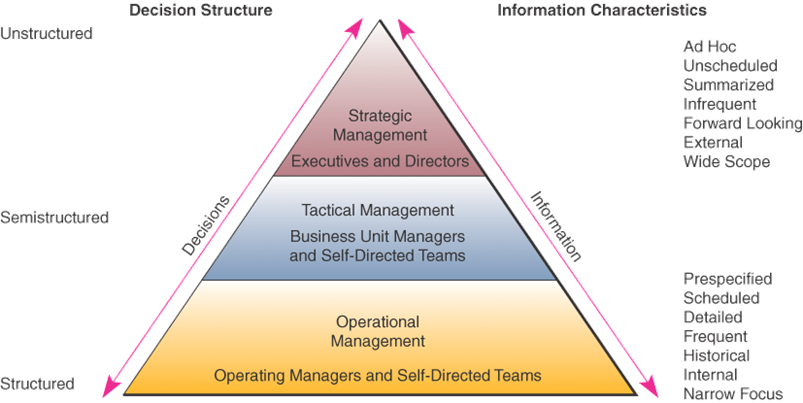 Decision Structure
Information Characteristics
Unstructured
Ad Hoc
Unscheduled
Summarized
Infrequent
Forward Looking
External
Wide Scope
Strategic
Management
Executives and Directors
Decisions
Information
Semistructured
Tactical Management
Business Unit Managers
and Self-Directed Teams
Prespecified
Scheduled
Detailed
Frequent
Historical
Internal
Narrow Focus
Operational
Management
Operating Managers and Self-Directed Teams
Structured